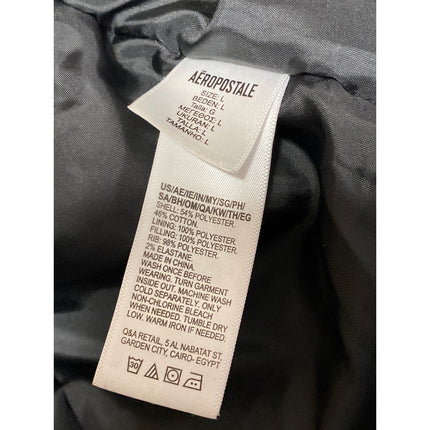 AÉROPOSTALE
SIZE: L
BEDEN: L
Talla: G
ΜΕΓΕΘΟΣ: L
UKURAN: L
TALLA: L
TAMANHO: L
US/AE/IE/IN/MY/SG/PH/
SA/BH/OM/QA/KW/TH/EG
SHELL: 54% POLYESTER.
46% COTTON.
LINING: 100% POLYESTER.
FILLING: 100% POLYESTER.
RIB: 98% POLYESTER.
2% ELASTANE.
MADE IN CHINA.
WASH ONCE BEFORE
WEARING. TURN GARMENT
INSIDE OUT. MACHINE WASH
COLD SEPARATELY. ONLY
NON-CHLORINE BLEACH
WHEN NEEDED. TUMBLE DRY
LOW. WARM IRON IF NEEDED.
Q&A RETAIL, 5 AL NABATAT ST.
GARDEN CITY, CAIRO- EGYPT
30